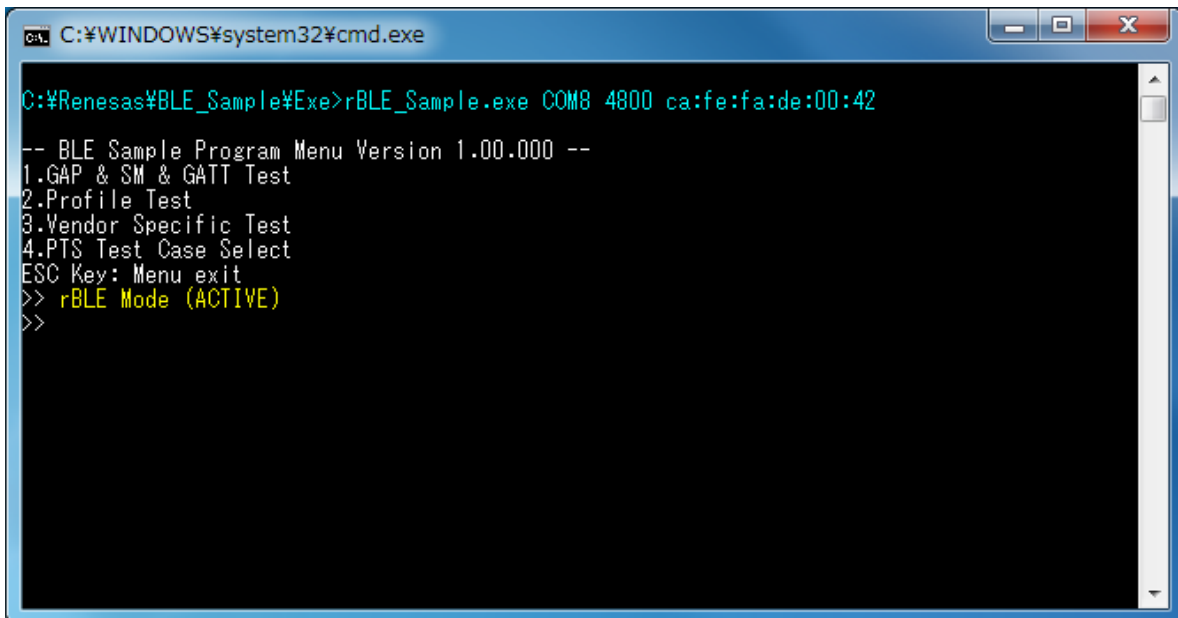 C:¥WINDOWS¥system32¥cmd.exe
C:¥Renesas¥BLE_Sample¥Exe>rBLE_Sample.exe COM8 4800 ca:fe:fa:de:00:42
-- BLE Sample Program Menu Version 1.00.000 --
1.GAP & SM & GATT Test
2.Profile Test
3.Vendor Specific Test
4.PTS Test Case Select
ESC Key: Menu exit
>> rBLE Mode (ACTIVE)
>>